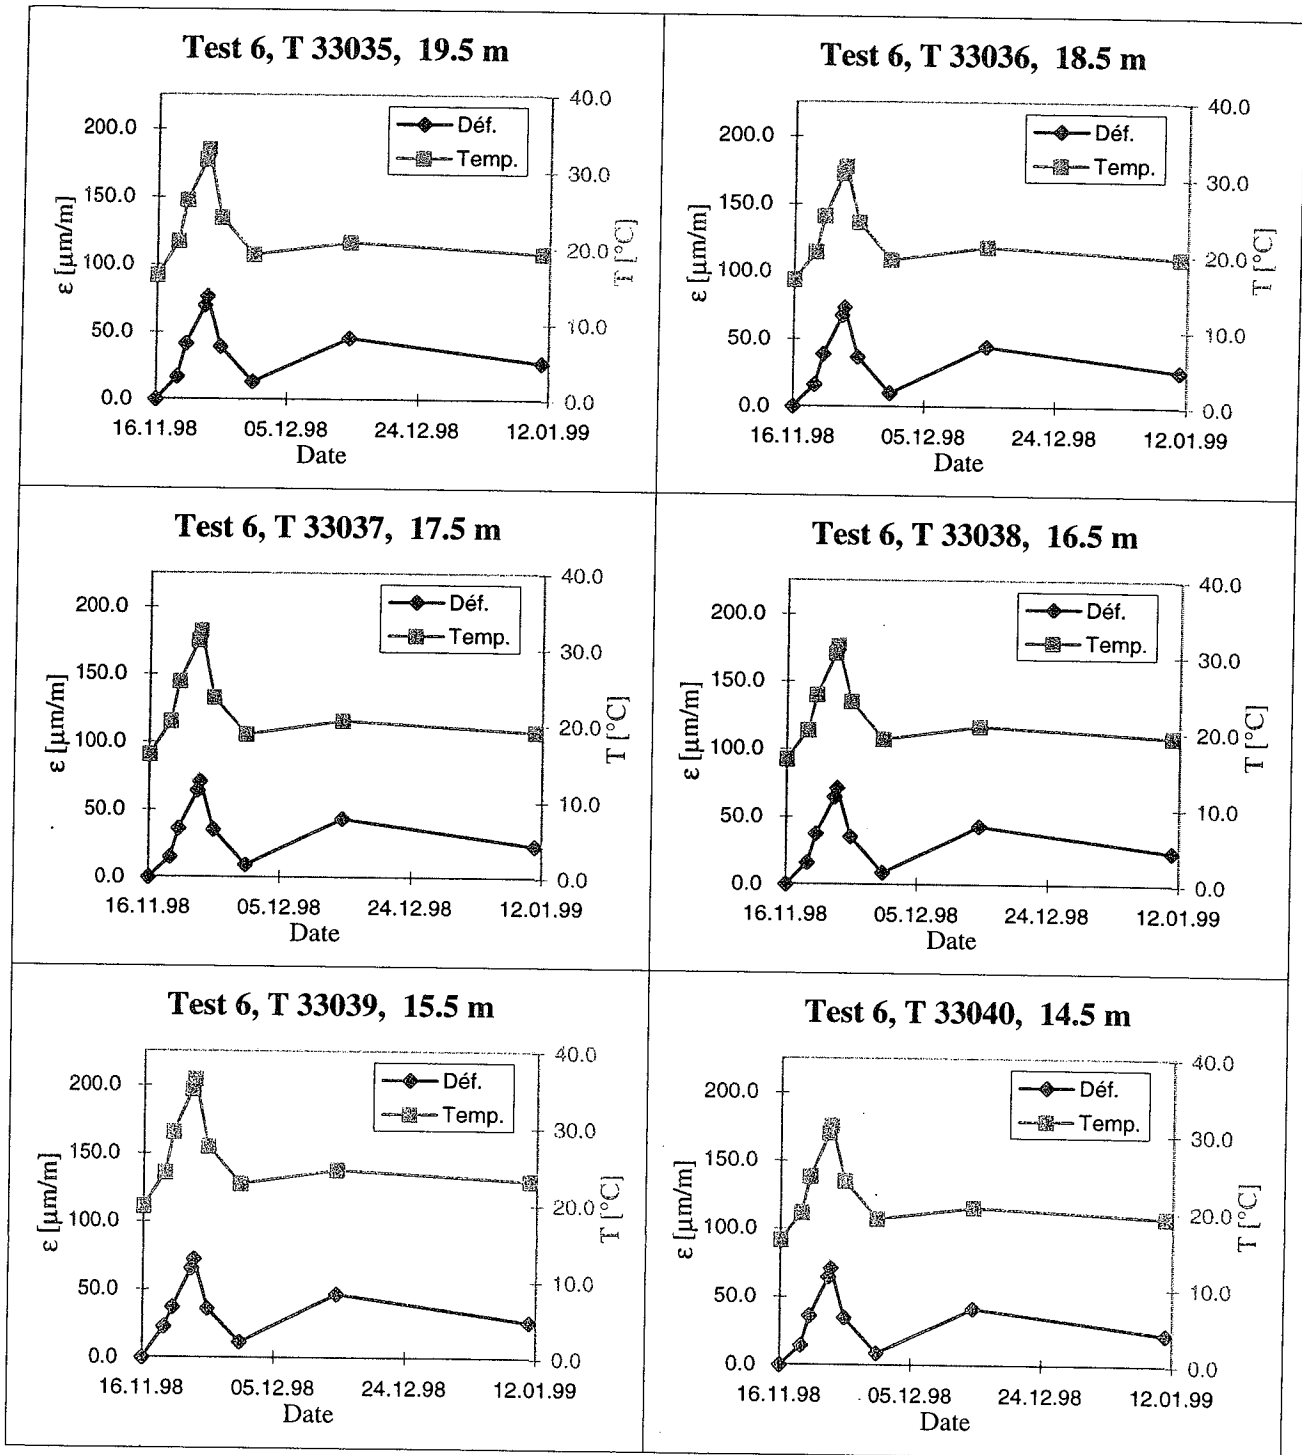 Test 6, T 33035, 19.5 m
40.0
200.0
Déf.
Temp.
30.0
150.0
ε [µm/m]
100.0
20.0
T [°C]
50.0
10.0
0.0
0.0
16.11.98 05.12.98 24.12.98 12.01.99
Date
Test 6, T 33036, 18.5 m
40.0
200.0
Déf.
Temp.
30.0
150.0
ε [µm/m]
100.0
20.0
T [°C]
50.0
10.0
0.0
0.0
16.11.98 05.12.98 24.12.98 12.01.99
Date
Test 6, T 33037, 17.5 m
40.0
200.0
Déf.
Temp.
30.0
150.0
ε [µm/m]
100.0
20.0
T [°C]
50.0
10.0
0.0
0.0
16.11.98 05.12.98 24.12.98 12.01.99
Date
Test 6, T 33038, 16.5 m
40.0
200.0
Déf.
Temp.
30.0
150.0
ε [µm/m]
100.0
20.0
T [°C]
50.0
10.0
0.0
0.0
16.11.98 05.12.98 24.12.98 12.01.99
Date
Test 6, T 33039, 15.5 m
40.0
200.0
Déf.
Temp.
30.0
150.0
ε [µm/m]
100.0
20.0
T [°C]
50.0
10.0
0.0
0.0
16.11.98 05.12.98 24.12.98 12.01.99
Date
Test 6, T 33040, 14.5 m
40.0
200.0
Déf.
Temp.
30.0
150.0
ε [µm/m]
100.0
20.0
T [°C]
50.0
10.0
0.0
0.0
16.11.98 05.12.98 24.12.98 12.01.99
Date